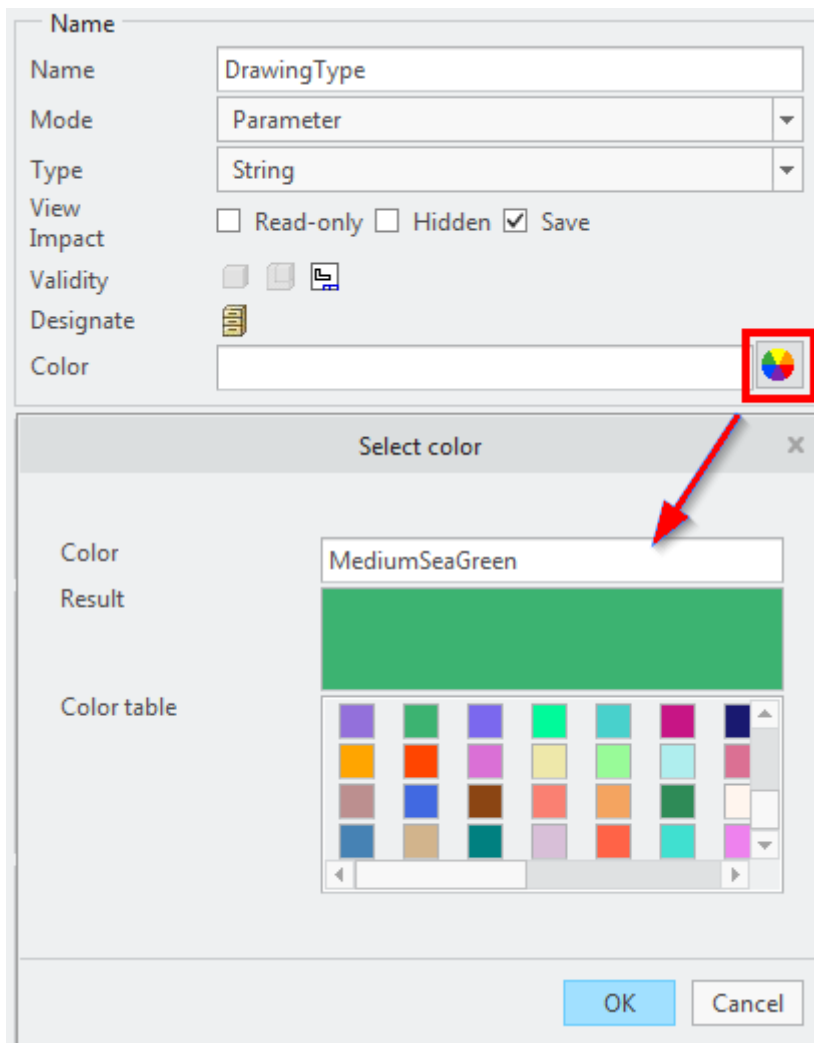 Name
Name DrawingType
Mode Parameter
Type String
View
Impact Read-only Hidden Save
Validity
Designate
Color
Select color x
Color MediumSeaGreen
Result
Color table
OK Cancel